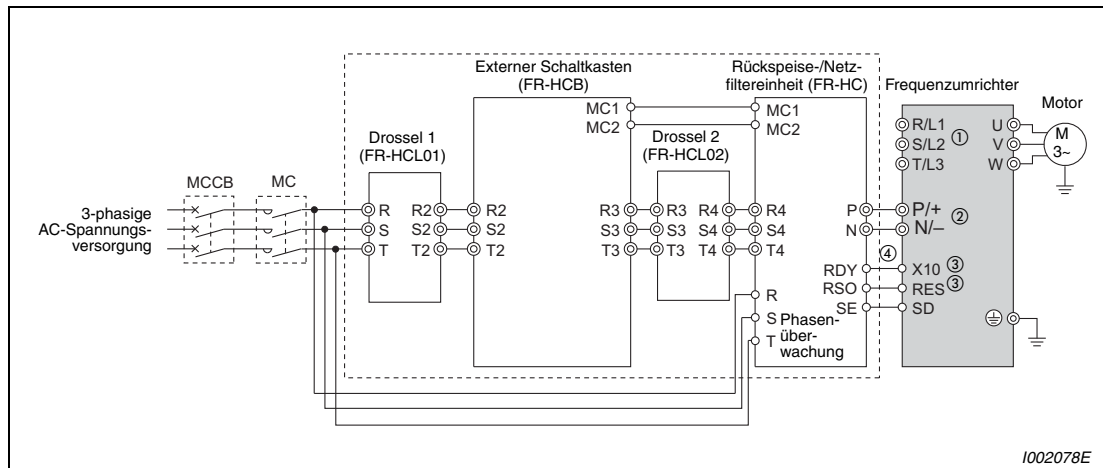 Externer Schaltkasten
(FR-HCB)
Rückspeise-/Netz-
filtereinheit (FR-HC)
Frequenzumrichter
Motor
MC1
MC2
MC1
MC2
R/L1
S/L2 ①
T/L3
U
V
W
M
3~
Drossel 1
(FR-HCL01)
Drossel 2
(FR-HCL02)
MCCB
MC
3-phasige
AC-Spannungs-
versorgung
R R2 R2 R3 R3 R4 R4 P P/+
S S2 S2 S3 S3 S4 S4 N N/– ②
T T2 T2 T3 T3 T4 T4
④
RDY X10 ③
RSO RES ③
SE SD
R
S Phasen-
über-
T wachung
I002078E